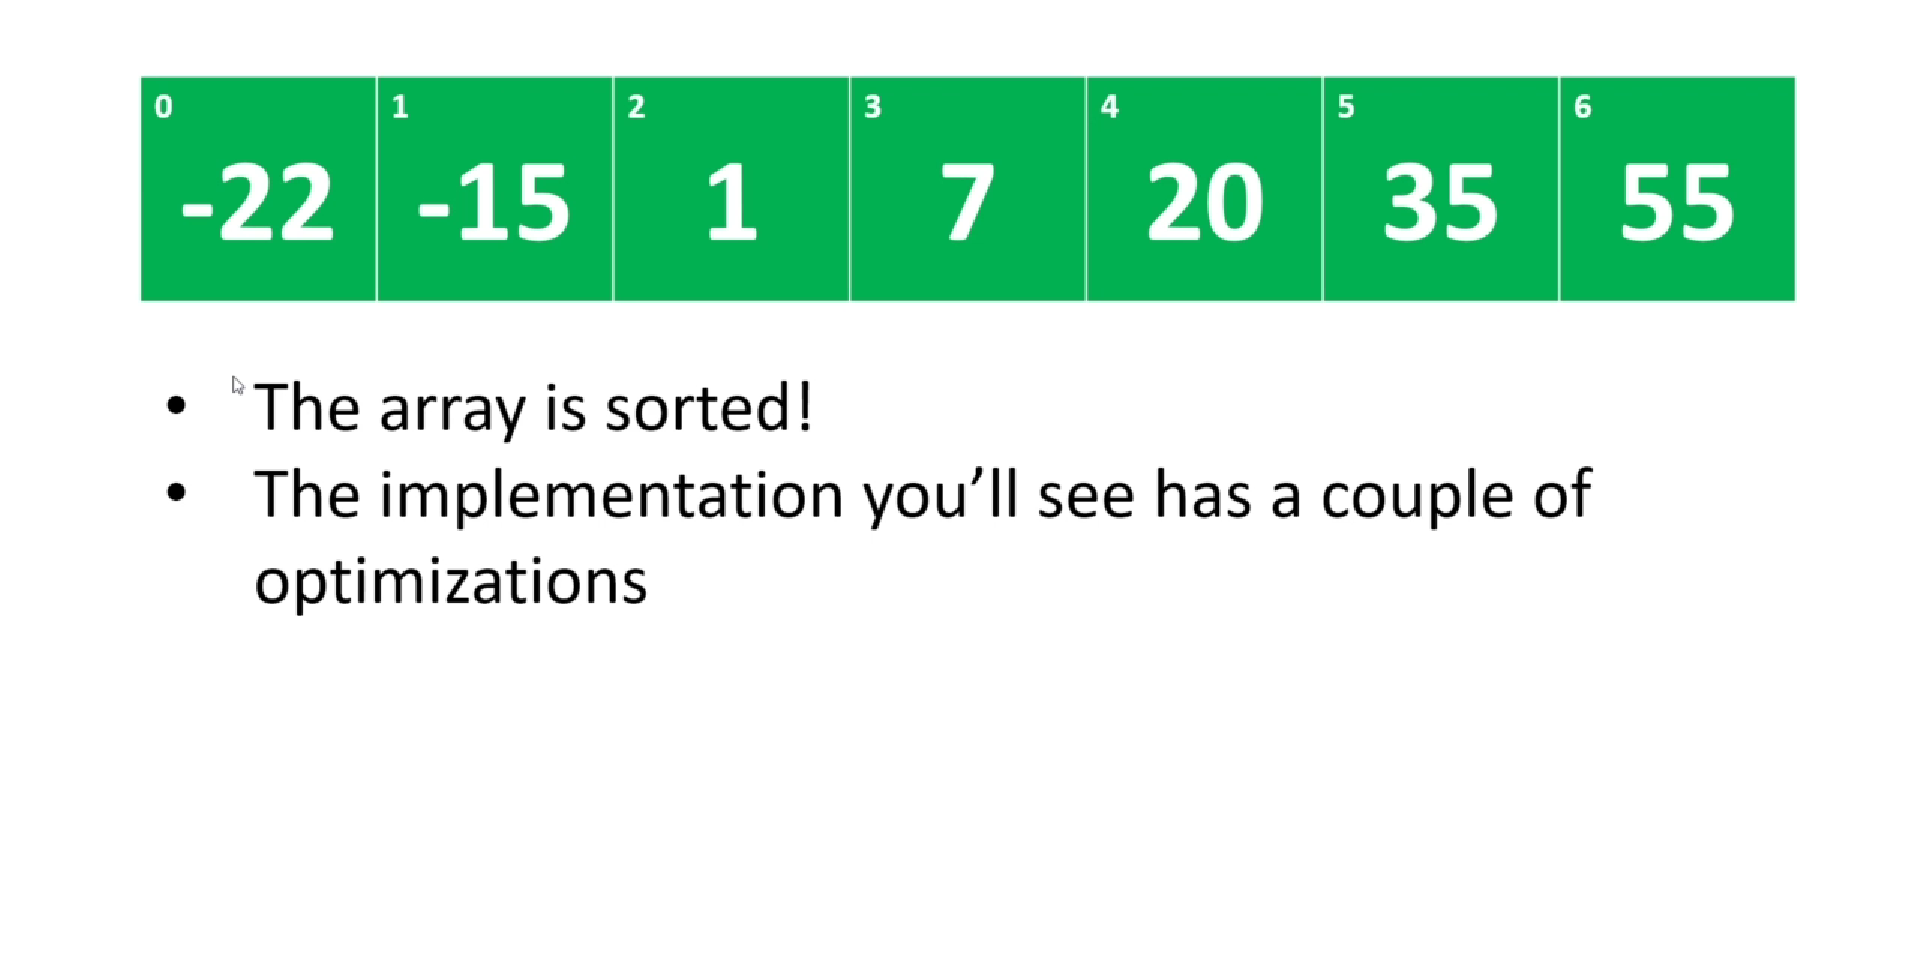 0 1 2 3 4 5 6
-22 -15 1 7 20 35 55
• The array is sorted!
• The implementation you’ll see has a couple of
optimizations